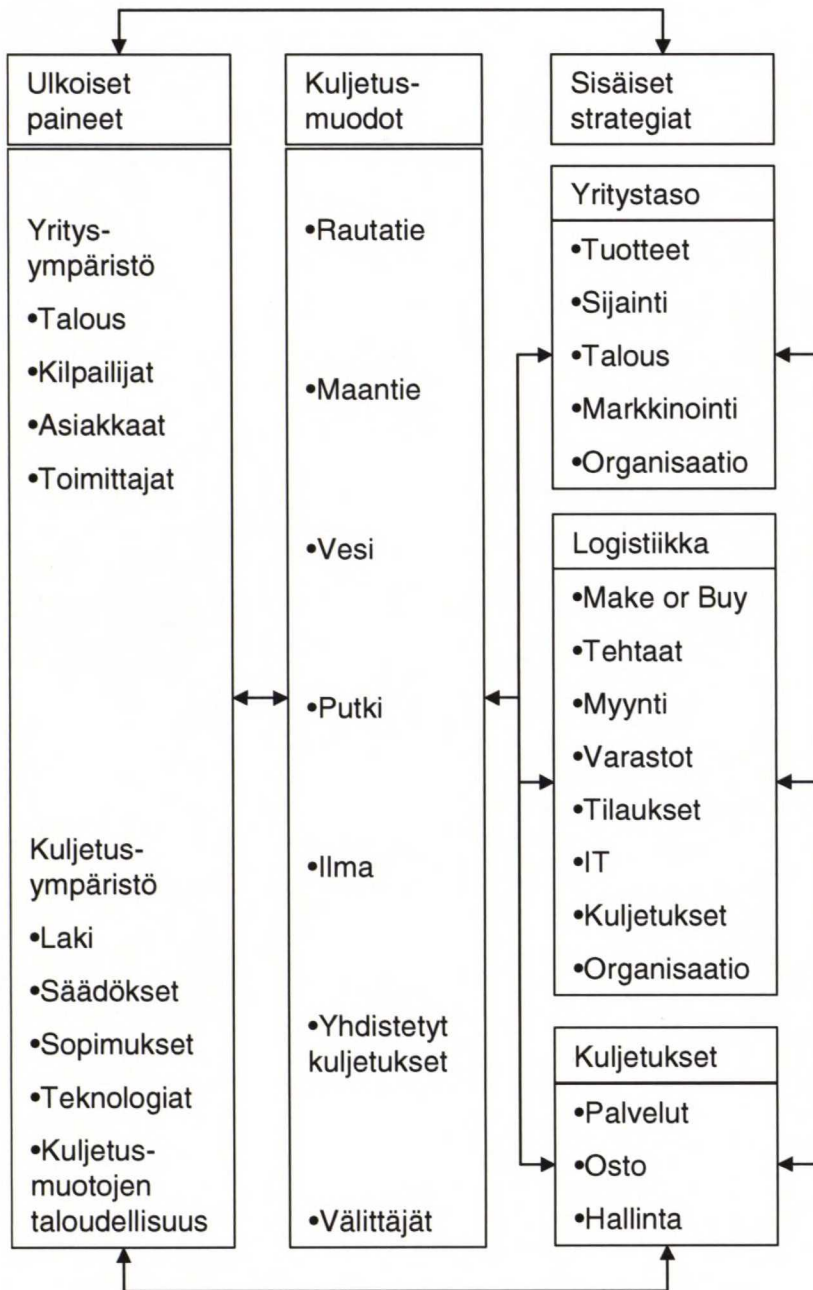 Ulkoiset
paineet
Yritys-
ympäristö
•Talous
•Kilpailijat
•Asiakkaat
•Toimittajat
Kuljetus-
ympäristö
•Laki
•Säädökset
•Sopimukset
•Teknologiat
•Kuljetus-
muotojen
taloudellisuus
Kuljetus-
muodot
•Rautatie
•Maantie
•Vesi
•Putki
•Ilma
•Yhdistetyt
kuljetukset
•Välittäjät
Sisäiset
strategiat
Yritystaso
•Tuotteet
•Sijainti
•Talous
•Markkinointi
•Organisaatio
Logistiikka
•Make or Buy
•Tehtaat
•Myynti
•Varastot
•Tilaukset
•IT
•Kuljetukset
•Organisaatio
Kuljetukset
•Palvelut
•Osto
•Hallinta